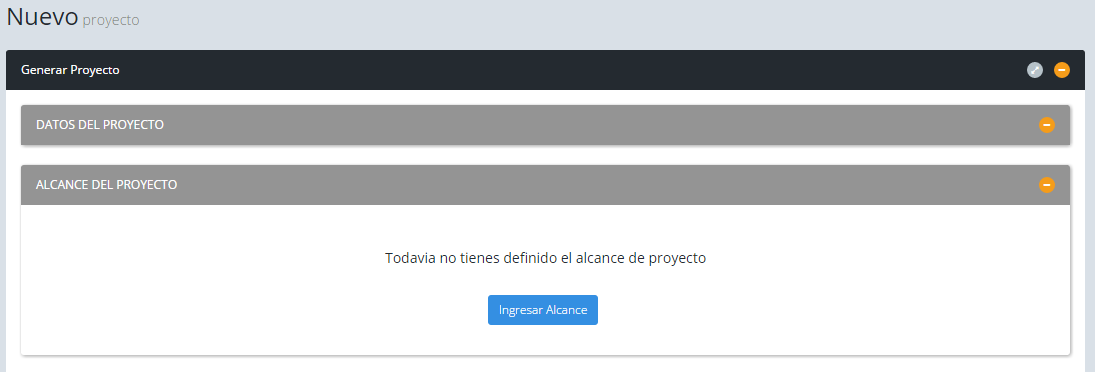 Nuevo proyecto
Generar Proyecto
DATOS DEL PROYECTO
ALCANCE DEL PROYECTO
Todavia no tienes definido el alcance de proyecto
Ingresar Alcance